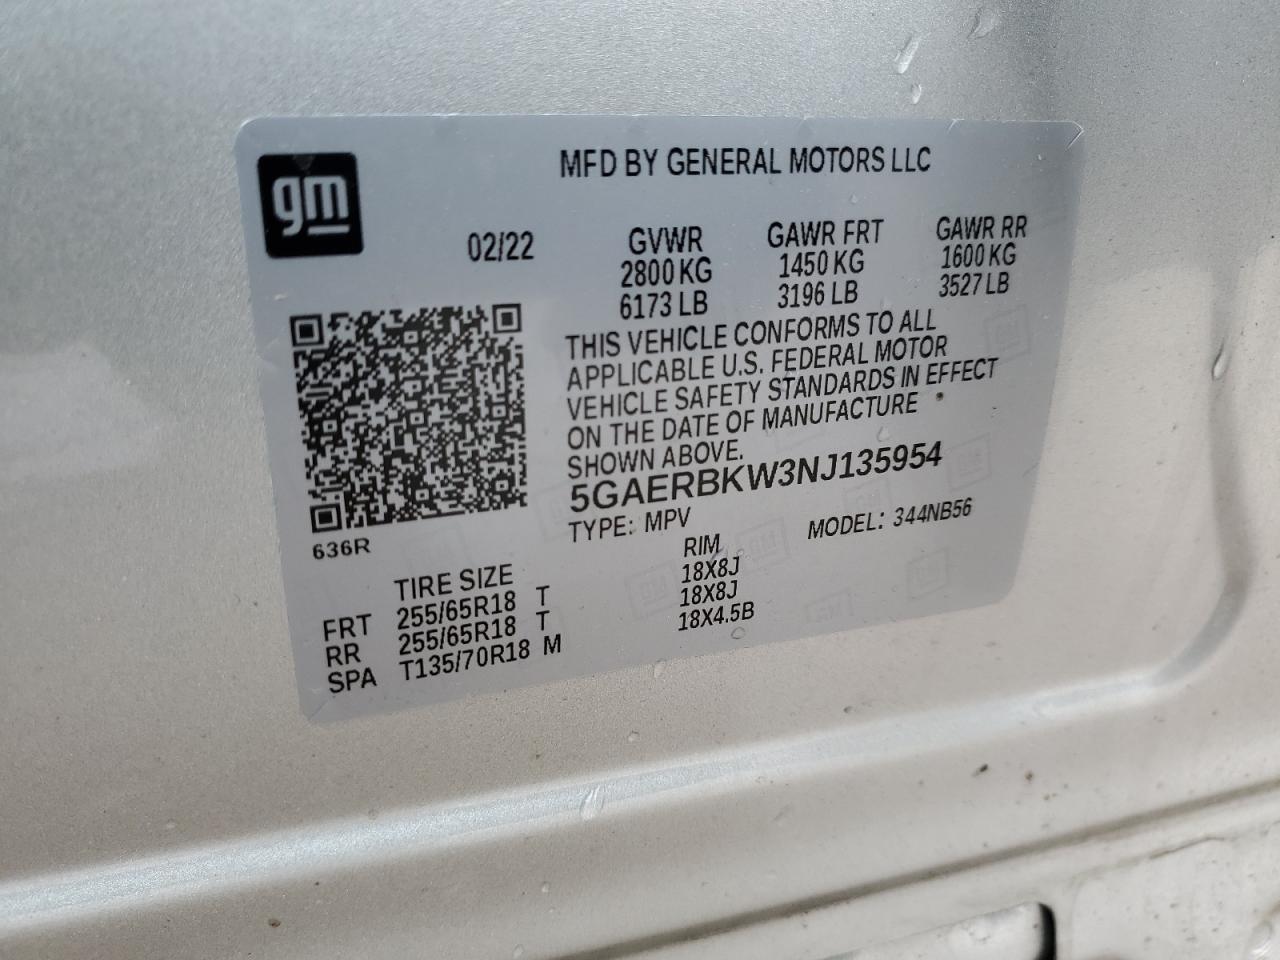 gm
MFD BY GENERAL MOTORS LLC
02/22
GVWR
2800 KG
6173 LB
GAWR FRT
1450 KG
3196 LB
GAWR RR
1600 KG
3527 LB
THIS VEHICLE CONFORMS TO ALL
APPLICABLE U.S. FEDERAL MOTOR
VEHICLE SAFETY STANDARDS IN EFFECT
ON THE DATE OF MANUFACTURE
SHOWN ABOVE.
5GAERBKW3NJ135954
TYPE: MPV
MODEL: 344NB56
636R
TIRE SIZE RIM
FRT 255/65R18 T 18X8J
RR 255/65R18 T 18X8J
SPA T135/70R18 M 18X4.5B